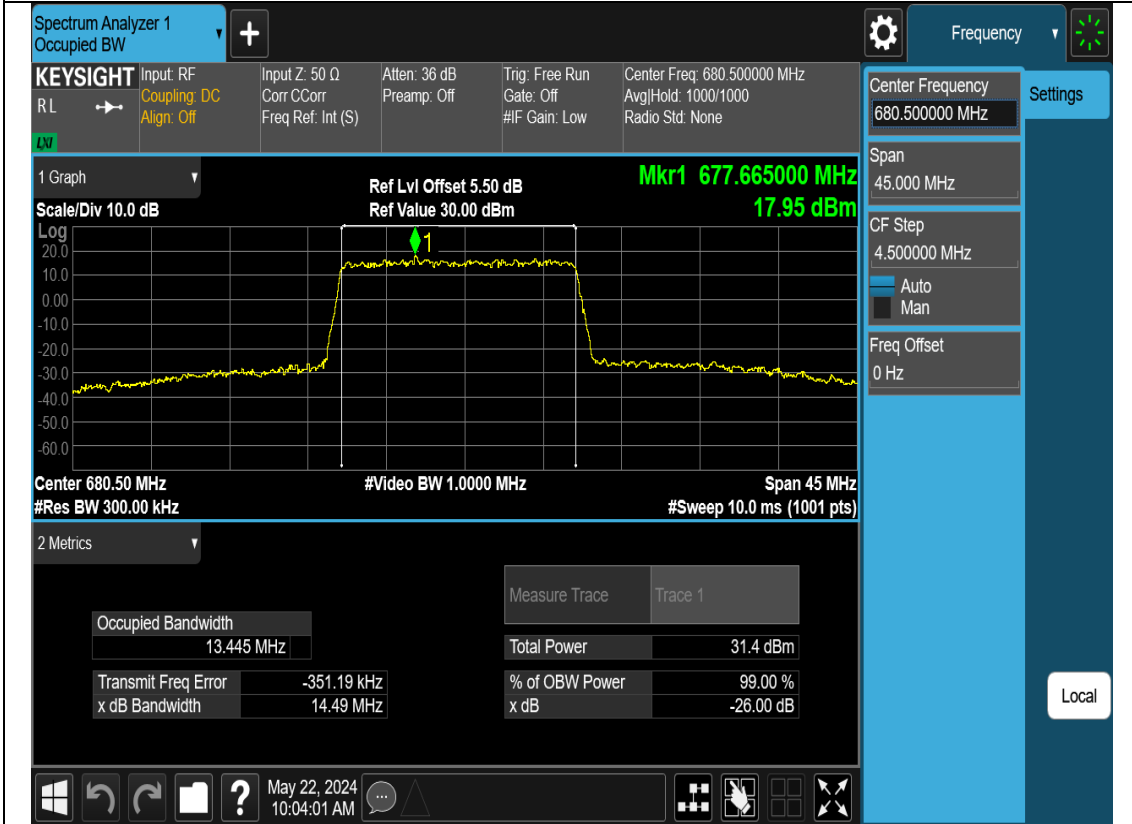 Spectrum Analyzer 1
Occupied BW
Frequency
KEYSIGHT
R L
LXI
Input: RF
Coupling: DC
Align: Off
Input Z: 50 Ω
Corr CCorr
Freq Ref: Int (S)
Atten: 36 dB
Preamp: Off
Trig: Free Run
Gate: Off
#IF Gain: Low
Center Freq: 680.500000 MHz
Avg|Hold: 1000/1000
Radio Std: None
Center Frequency
680.500000 MHz
Settings
Span
45.000 MHz
CF Step
4.500000 MHz
Auto
Man
Freq Offset
0 Hz
Local
1 Graph
Scale/Div 10.0 dB
Ref Lvl Offset 5.50 dB
Ref Value 30.00 dBm
Mkr1 677.665000 MHz
17.95 dBm
Log
1
20.0
10.0
0.00
-10.0
-20.0
-30.0
-40.0
-50.0
-60.0
Center 680.50 MHz
#Video BW 1.0000 MHz
Span 45 MHz
#Res BW 300.00 kHz
#Sweep 10.0 ms (1001 pts)
2 Metrics
Measure Trace
Trace 1
Occupied Bandwidth
13.445 MHz
Total Power
31.4 dBm
Transmit Freq Error
-351.19 kHz
% of OBW Power
99.00 %
x dB Bandwidth
14.49 MHz
x dB
-26.00 dB
?
May 22, 2024
10:04:01 AM